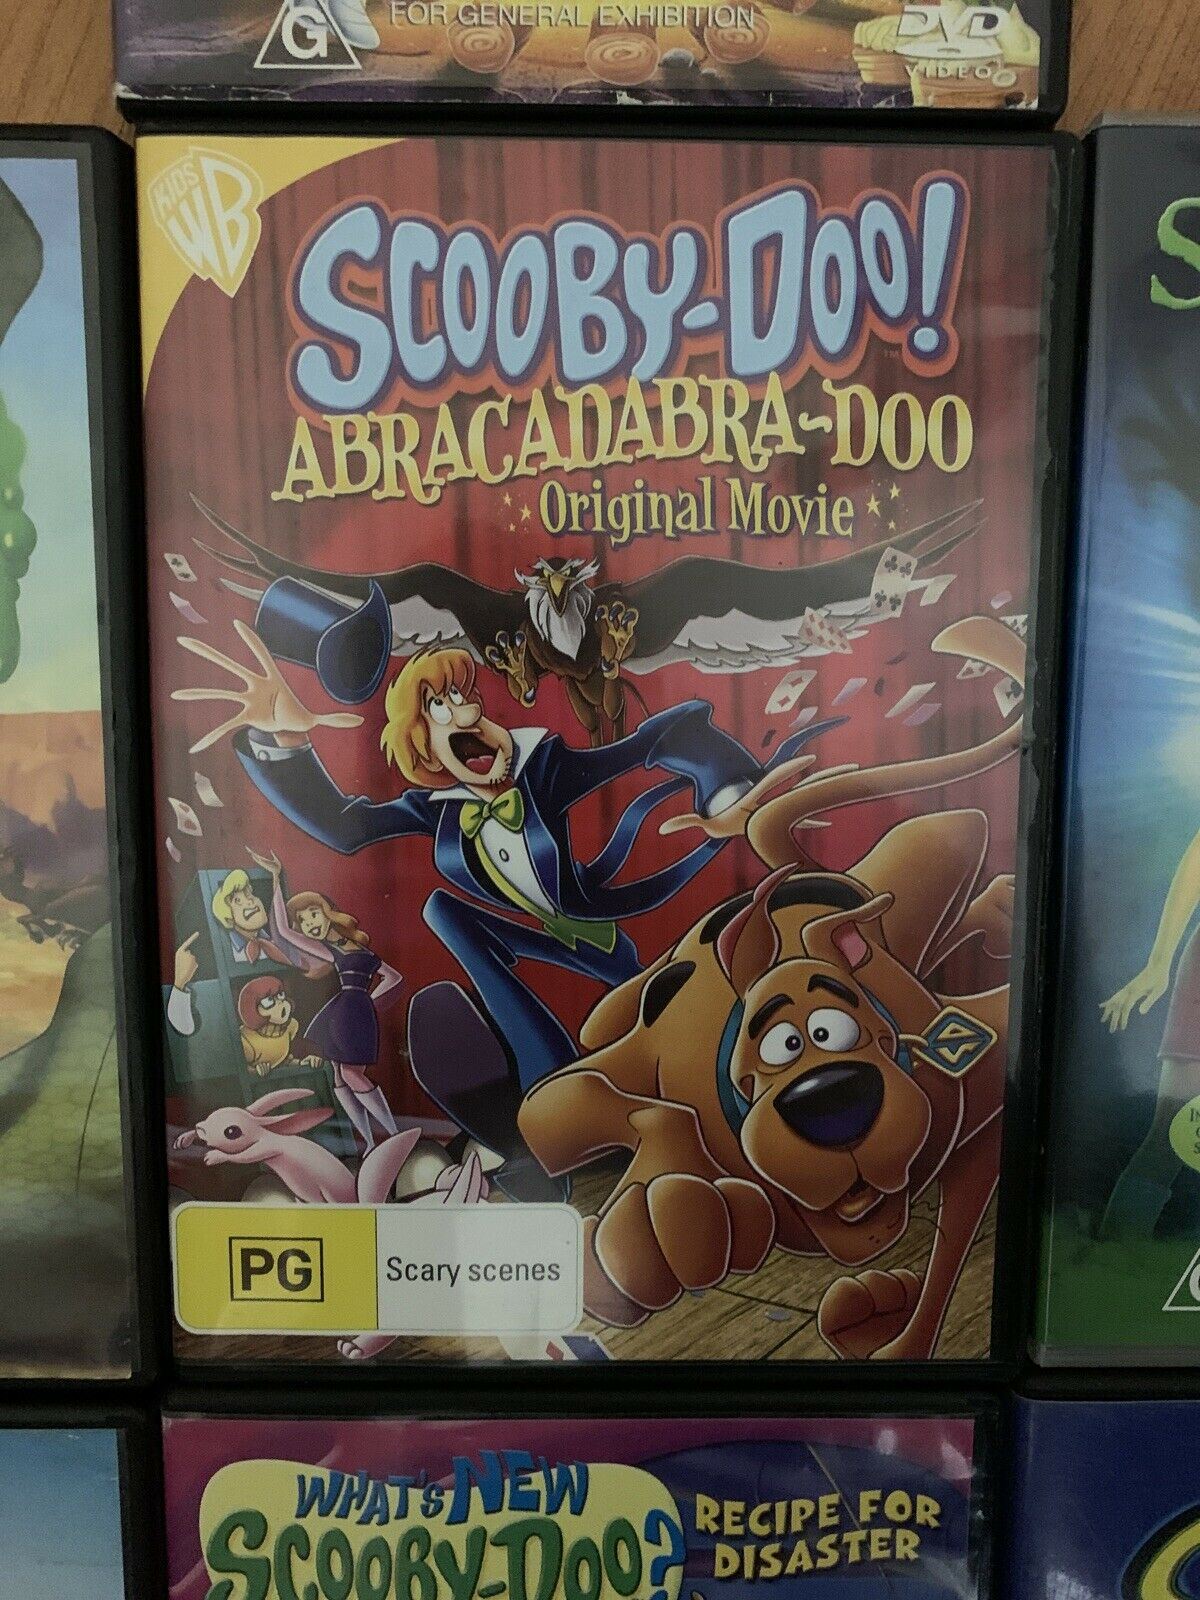 G
FOR GENERAL EXHIBITION
DVD
VIDEO
KIDS
WB
SCOOBY-DOO!
TM
ABRACADABRA-DOO
Original Movie
PG
Scary scenes
WHAT'S NEW
SCOOBY-DOO?
RECIPE FOR
DISASTER